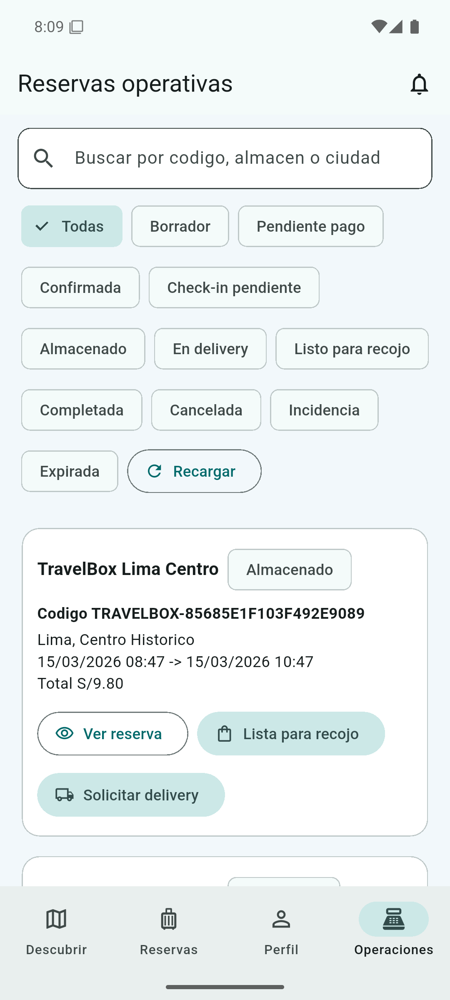 8:09
Reservas operativas
Buscar por codigo, almacen o ciudad
Todas
Borrador
Pendiente pago
Confirmada
Check-in pendiente
Almacenado
En delivery
Listo para recojo
Completada
Cancelada
Incidencia
Expirada
Recargar
TravelBox Lima Centro
Almacenado
Codigo TRAVELBOX-85685E1F103F492E9089
Lima, Centro Historico
15/03/2026 08:47 -> 15/03/2026 10:47
Total S/9.80
Ver reserva
Lista para recojo
Solicitar delivery
Descubrir
Reservas
Perfil
Operaciones